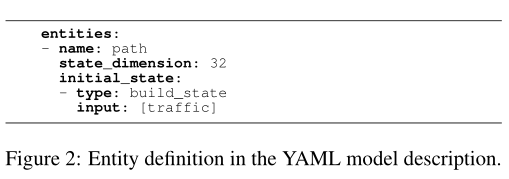 entities:
- name: path
  state_dimension: 32
  initial_state:
  - type: build_state
    input: [traffic]
Figure 2: Entity definition in the YAML model description.